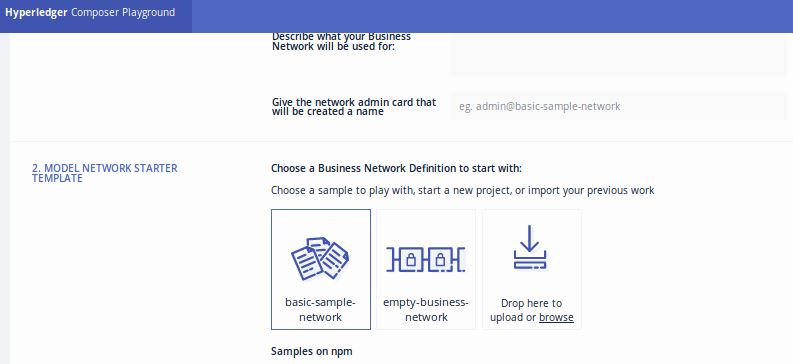 Hyperledger Composer Playground
Describe what your Business
Network will be used for:
Give the network admin card that
will be created a name
eg. admin@basic-sample-network
2. MODEL NETWORK STARTER
TEMPLATE
Choose a Business Network Definition to start with:
Choose a sample to play with, start a new project, or import your previous work
basic-sample-
network
empty-business-
network
Drop here to
upload or browse
Samples on npm